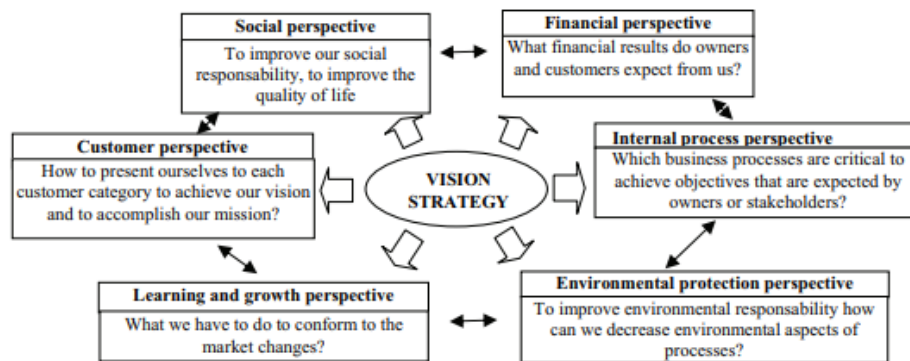 Social perspective
To improve our social
responsability, to improve the
quality of life
Financial perspective
What financial results do owners
and customers expect from us?
Customer perspective
How to present ourselves to each
customer category to achieve our vision
and to accomplish our mission?
VISION
STRATEGY
Internal process perspective
Which business processes are critical to
achieve objectives that are expected by
owners or stakeholders?
Learning and growth perspective
What we have to do to conform to the
market changes?
Environmental protection perspective
To improve environmental responsability how
can we decrease environmental aspects of
processes?